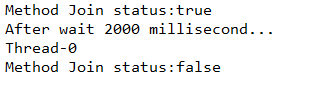 Method Join status:true
After wait 2000 millisecond...
Thread-0
Method Join status:false